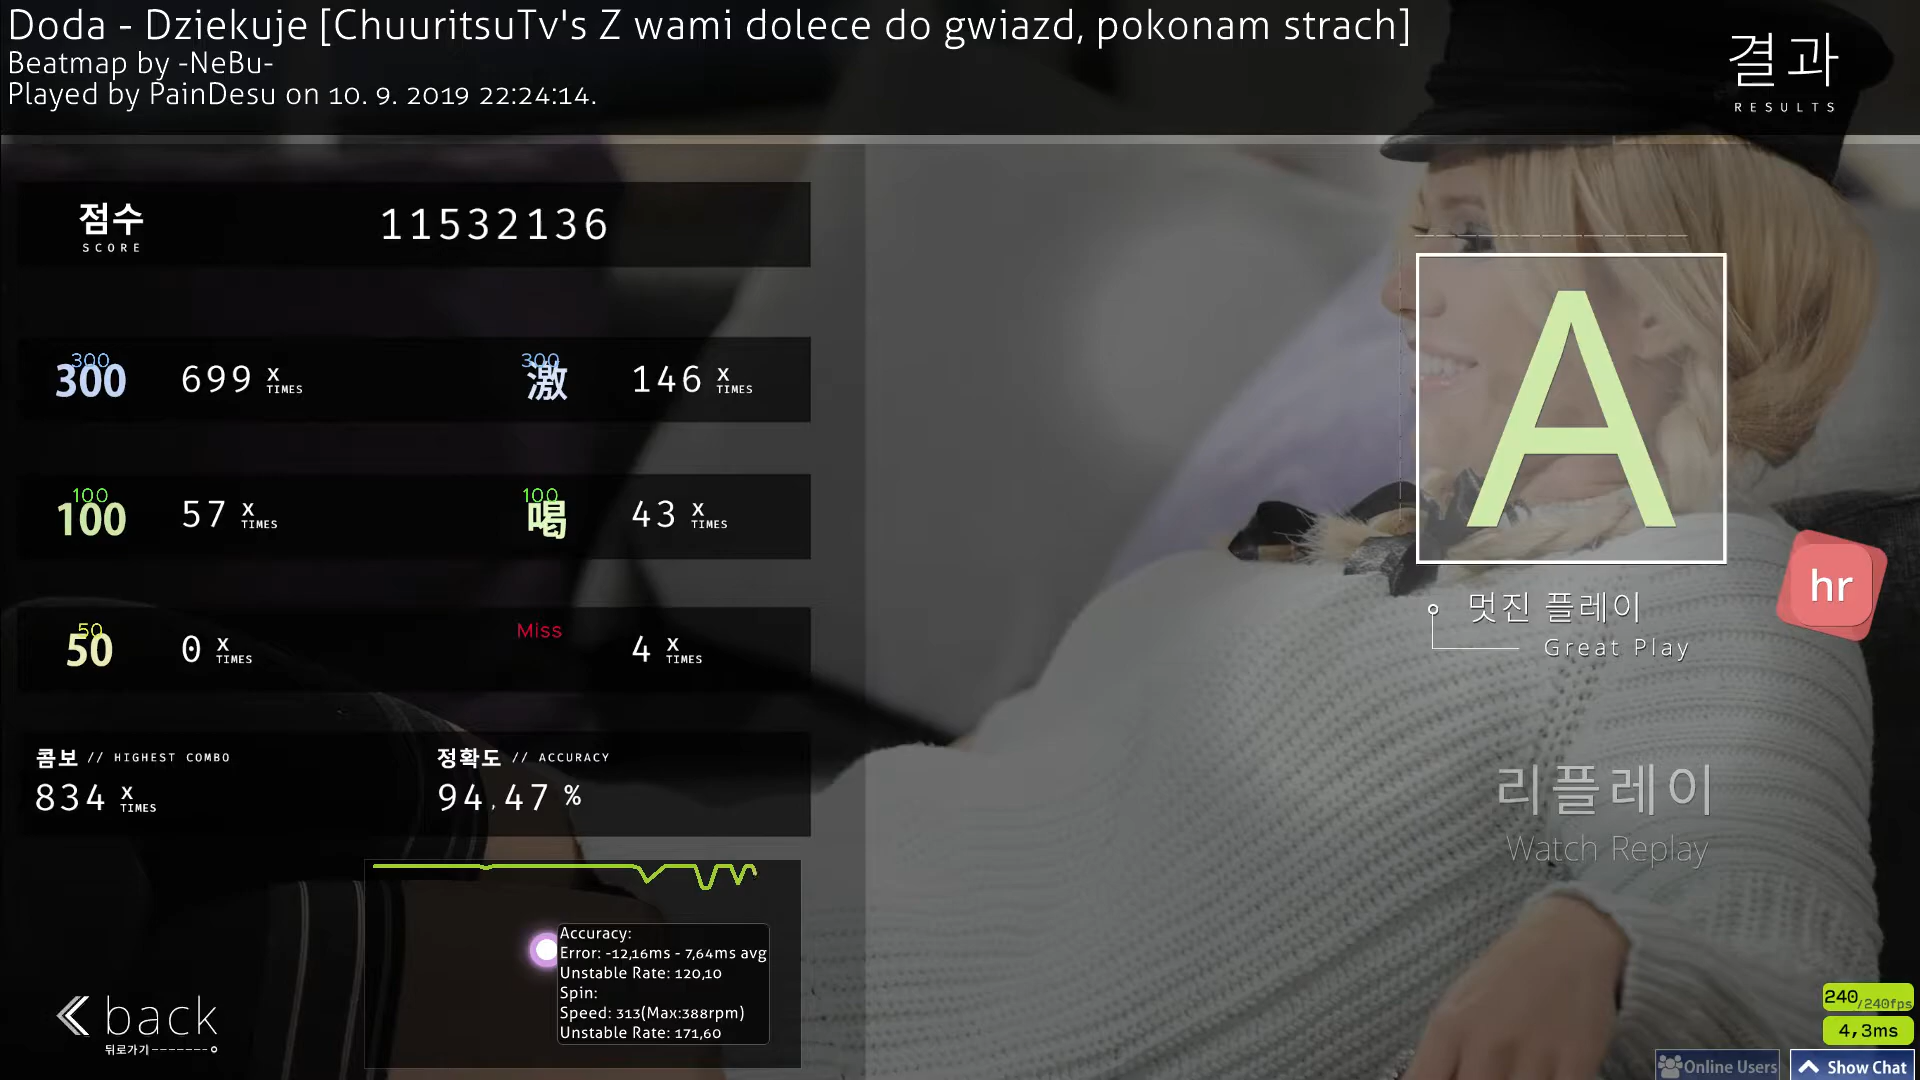 Doda - Dziekuje [ChuuritsuTv's Z wami dolece do gwiazd, pokonam strach]
Beatmap by -NeBu-
Played by PainDesu on 10. 9. 2019 22:24:14.
결과
RESULTS
점수
SCORE
11532136
300
300
699 x TIMES
300
激
146 x TIMES
100
100
57 x TIMES
100
喝
43 x TIMES
50
50
0 x TIMES
Miss
4 x TIMES
콤보 // HIGHEST COMBO
834 x TIMES
정확도 // ACCURACY
94,47 %
A
hr
멋진 플레이
Great Play
리플레이
Watch Replay
Accuracy:
Error: -12,16ms - 7,64ms avg
Unstable Rate: 120,10
Spin:
Speed: 313(Max:388rpm)
Unstable Rate: 171,60
back
뒤로가기
240/240fps
4,3ms
Online Users
Show Chat